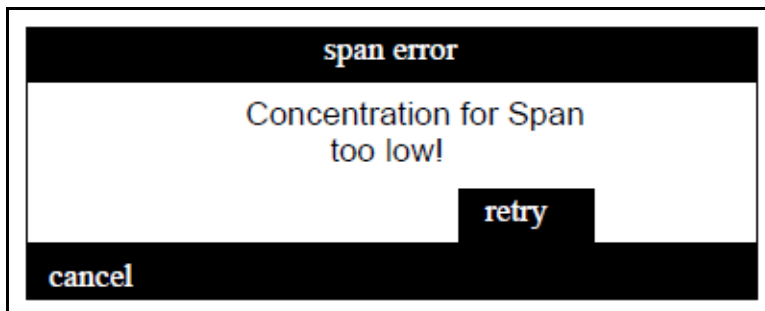 span error
Concentration for Span
too low!
retry
cancel